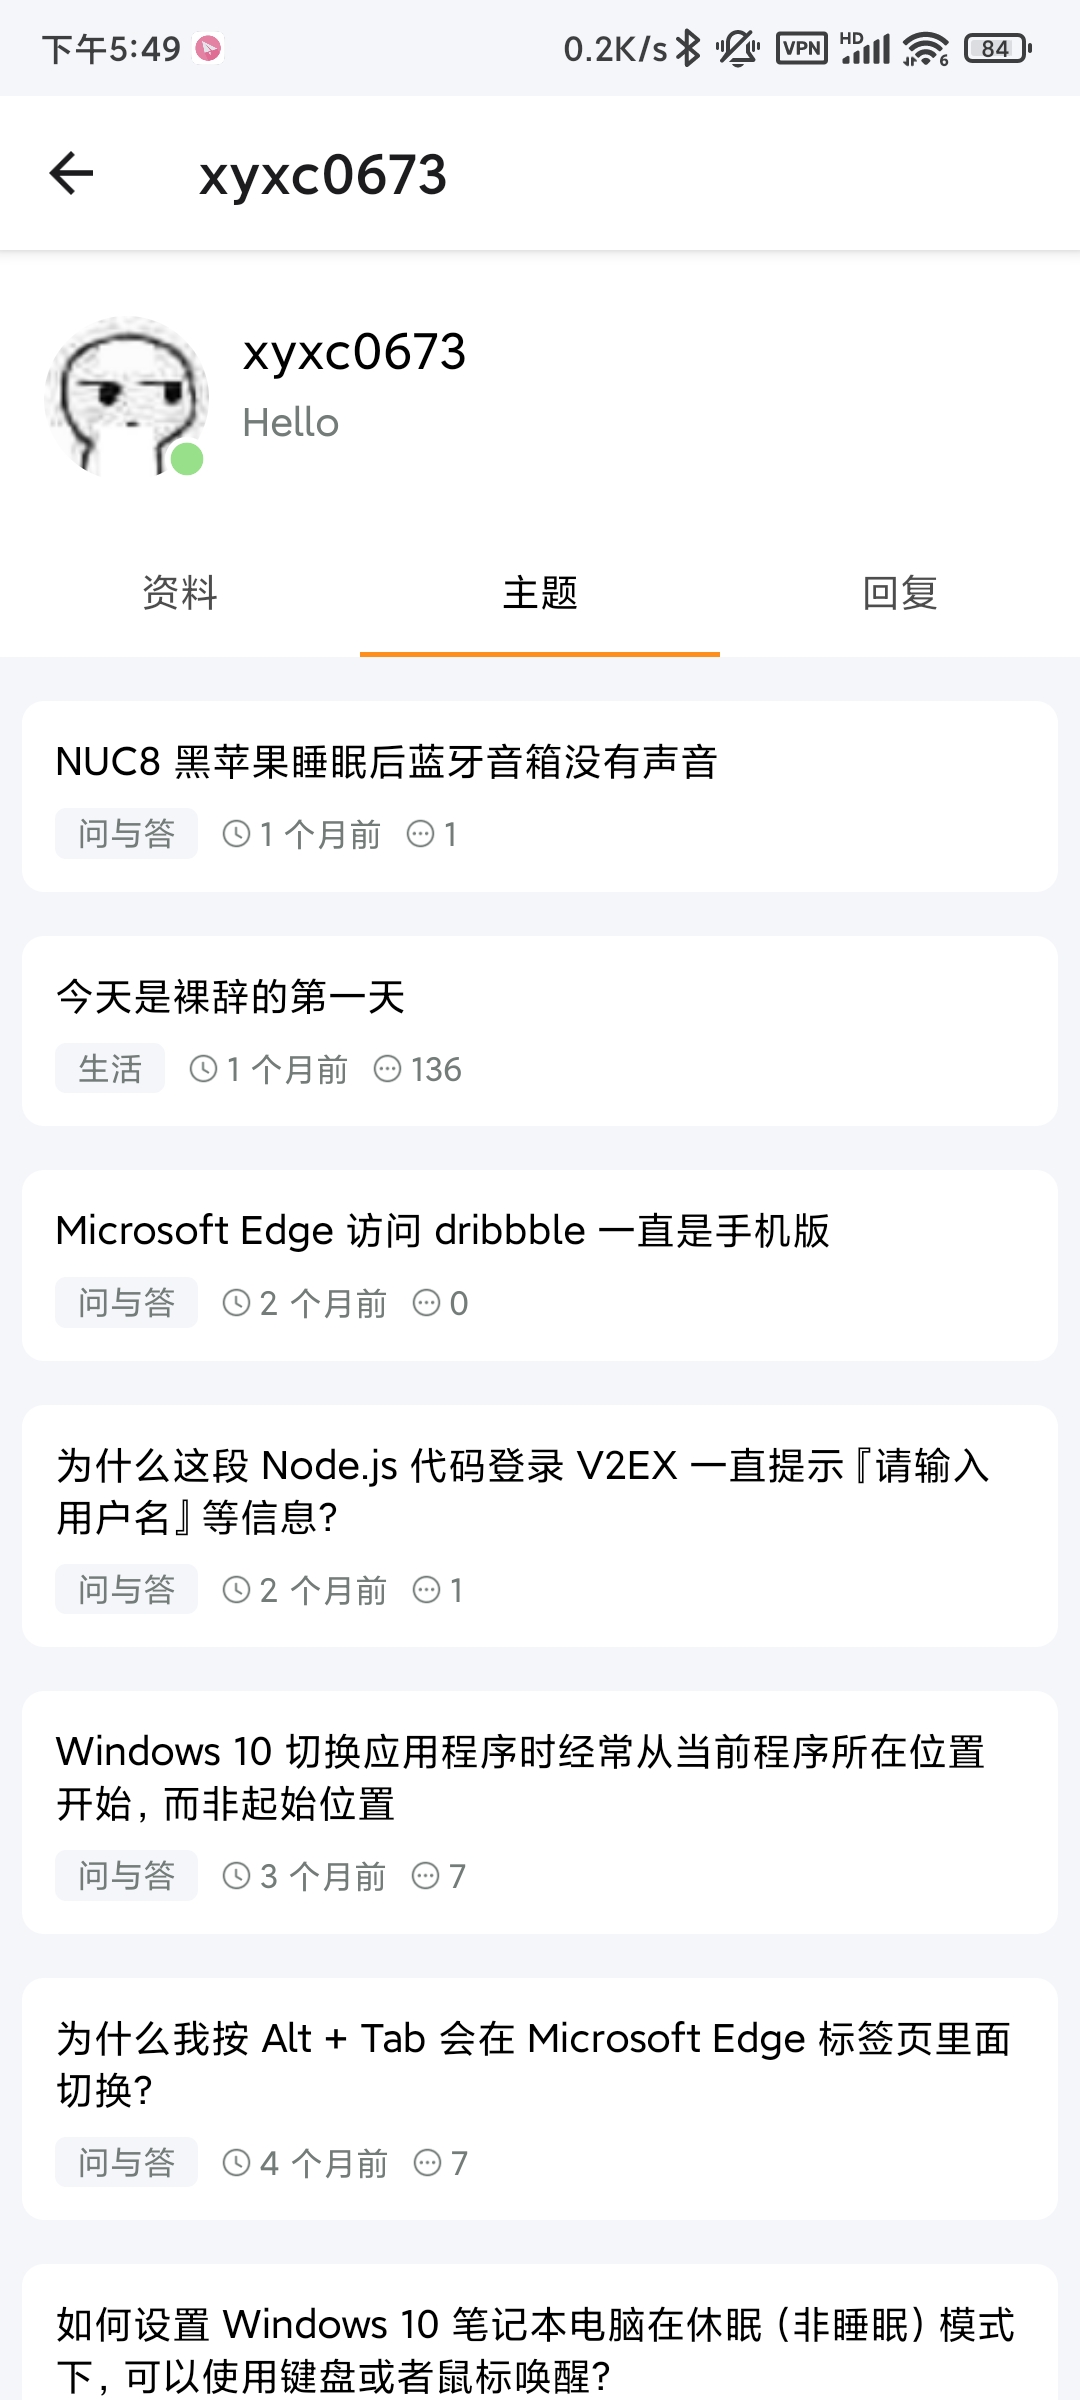 下午5:49 0.2K/s VPN HD 6 84
xyxc0673
xyxc0673
Hello
资料 主题 回复
NUC8 黑苹果睡眠后蓝牙音箱没有声音
问与答 1 个月前 1
今天是裸辞的第一天
生活 1 个月前 136
Microsoft Edge 访问 dribbble 一直是手机版
问与答 2 个月前 0
为什么这段 Node.js 代码登录 V2EX 一直提示『请输入
用户名』等信息?
问与答 2 个月前 1
Windows 10 切换应用程序时经常从当前程序所在位置
开始，而非起始位置
问与答 3 个月前 7
为什么我按 Alt + Tab 会在 Microsoft Edge 标签页里面
切换?
问与答 4 个月前 7
如何设置 Windows 10 笔记本电脑在休眠（非睡眠）模式
下，可以使用键盘或者鼠标唤醒?